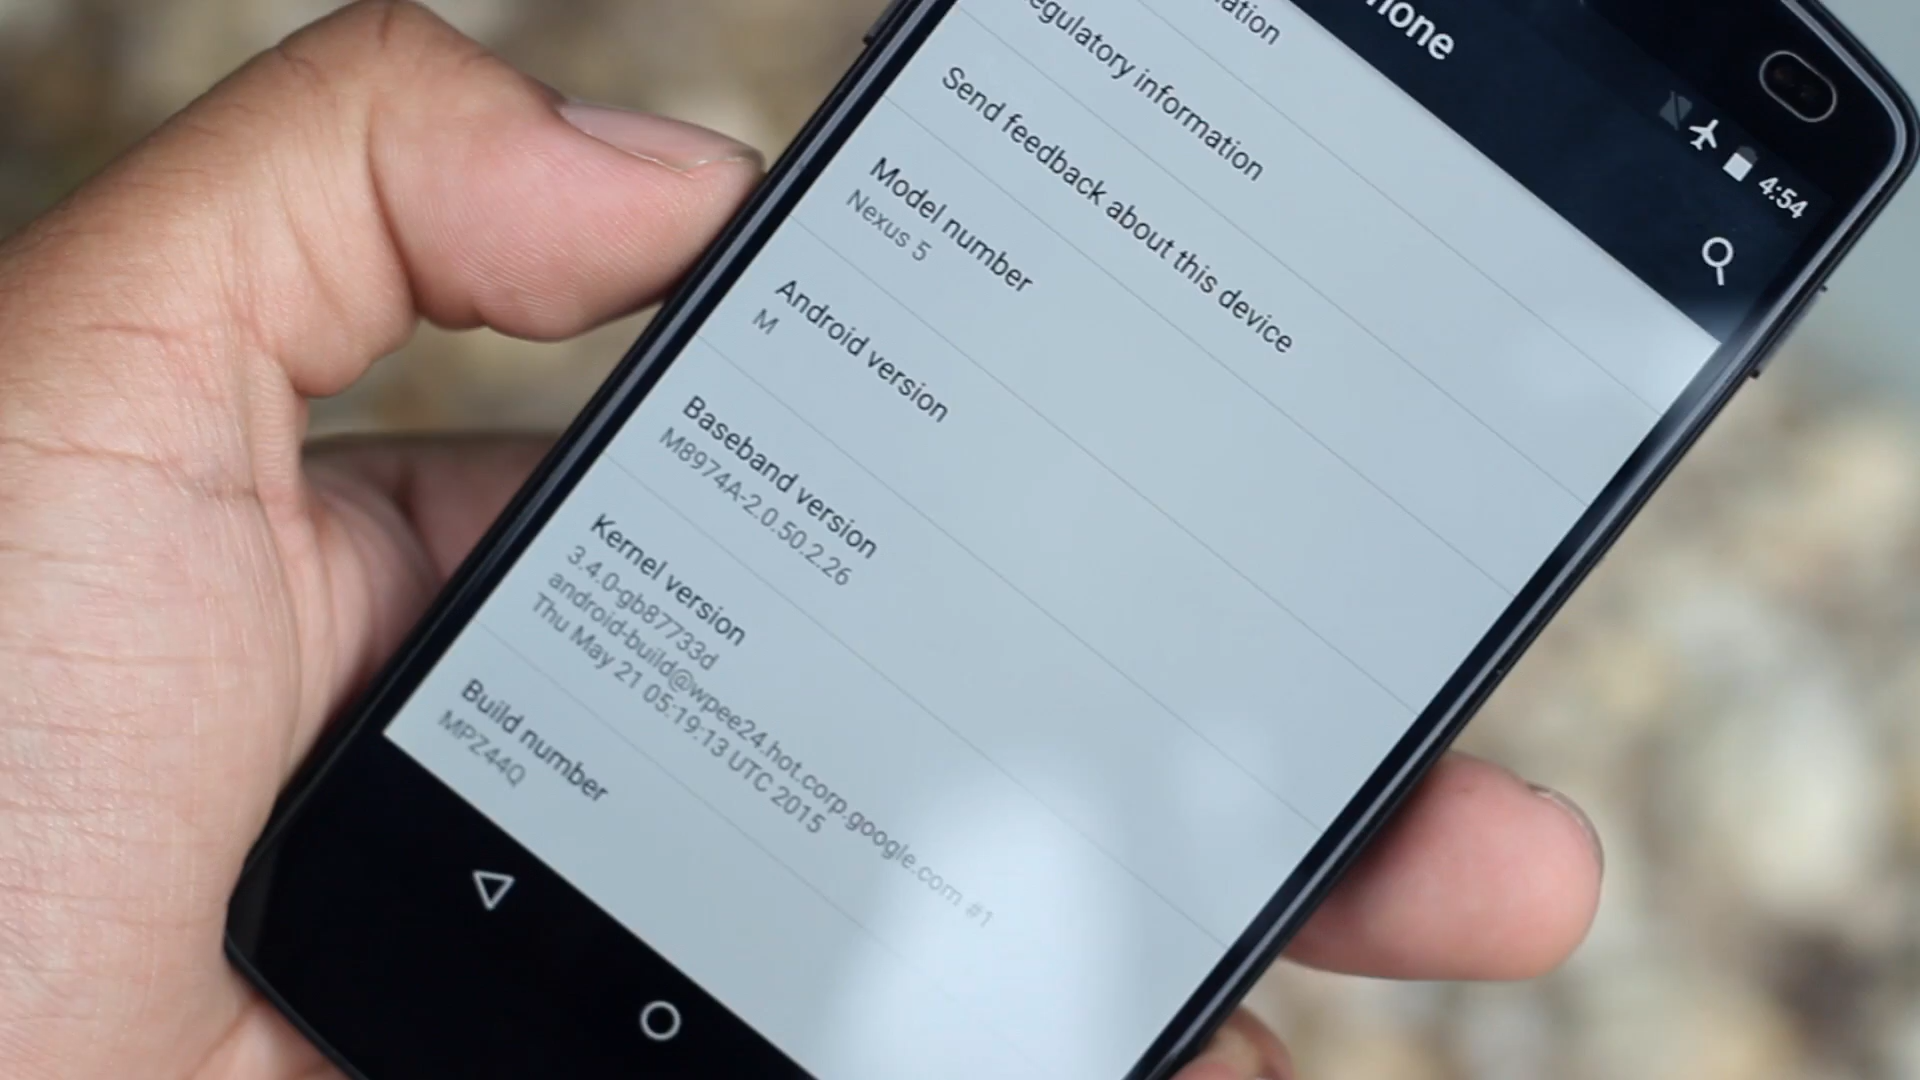 4:54
hone
ation
egulatory information
Send feedback about this device
Model number
Nexus 5
Android version
M
Baseband version
M8974A-2.0.50.2.26
Kernel version
3.4.0-gb87733d
android-build@wpee24.hot.corp.google.com #1
Thu May 21 05:19:13 UTC 2015
Build number
MPZ44Q